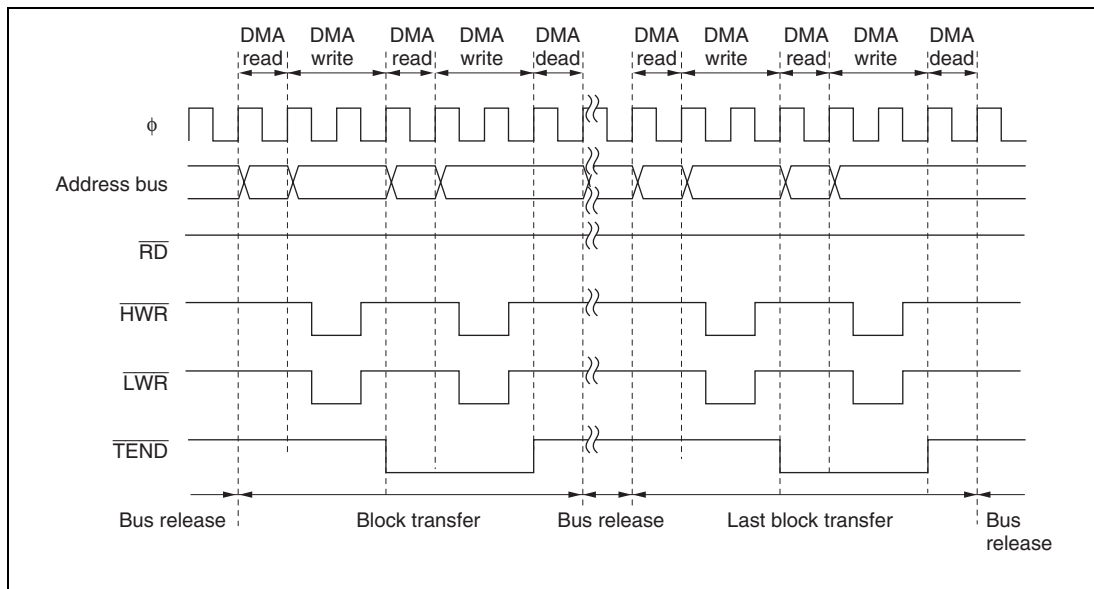 DMA DMA DMA DMA DMA DMA DMA DMA DMA DMA
read write read write dead read write read write dead
φ
Address bus
RD
HWR
LWR
TEND
Bus release Block transfer Bus release Last block transfer Bus
release